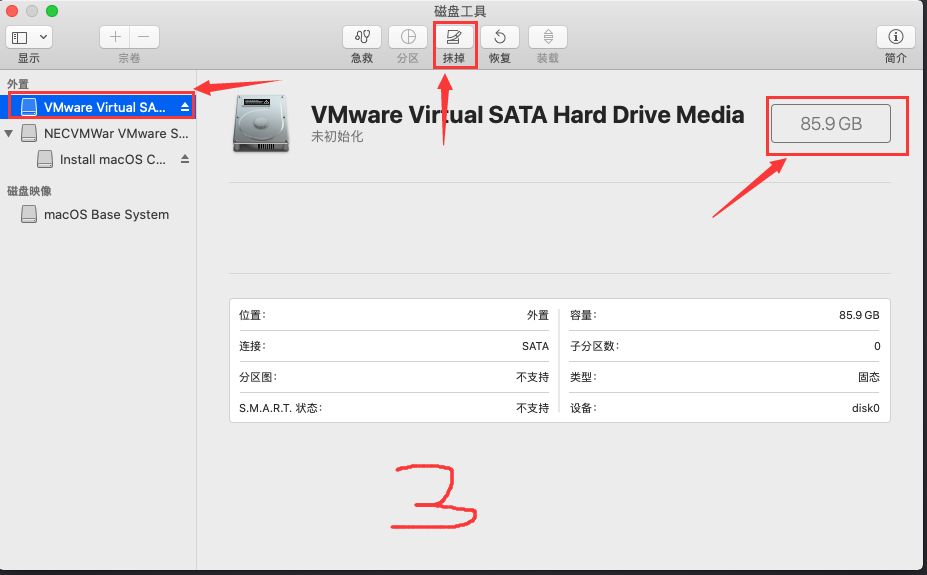 磁盘工具
显示
宗卷
急救
分区
抹掉
恢复
装载
简介
外置
VMware Virtual SA...
NECVMWar VMware S...
Install macOS C...
磁盘映像
macOS Base System
VMware Virtual SATA Hard Drive Media
未初始化
85.9 GB
位置: 外置
连接: SATA
分区图: 不支持
S.M.A.R.T. 状态: 不支持
容量: 85.9 GB
子分区数: 0
类型: 固态
设备: disk0
3